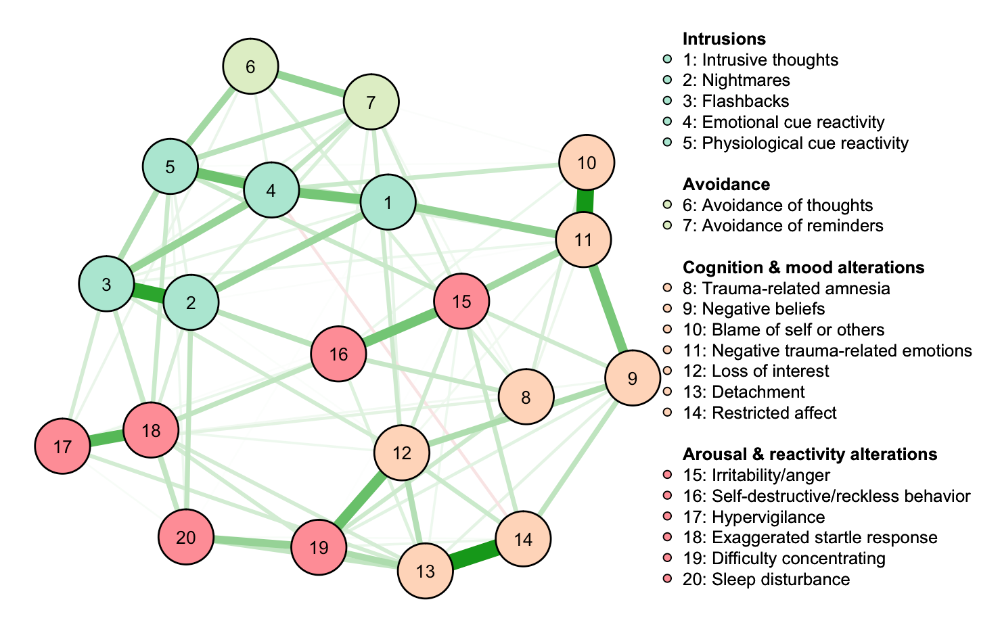 6
7
10
5
4
1
11
3
2
15
16
9
8
18
17
12
20
19
14
13
Intrusions
1: Intrusive thoughts
2: Nightmares
3: Flashbacks
4: Emotional cue reactivity
5: Physiological cue reactivity
Avoidance
6: Avoidance of thoughts
7: Avoidance of reminders
Cognition & mood alterations
8: Trauma-related amnesia
9: Negative beliefs
10: Blame of self or others
11: Negative trauma-related emotions
12: Loss of interest
13: Detachment
14: Restricted affect
Arousal & reactivity alterations
15: Irritability/anger
16: Self-destructive/reckless behavior
17: Hypervigilance
18: Exaggerated startle response
19: Difficulty concentrating
20: Sleep disturbance